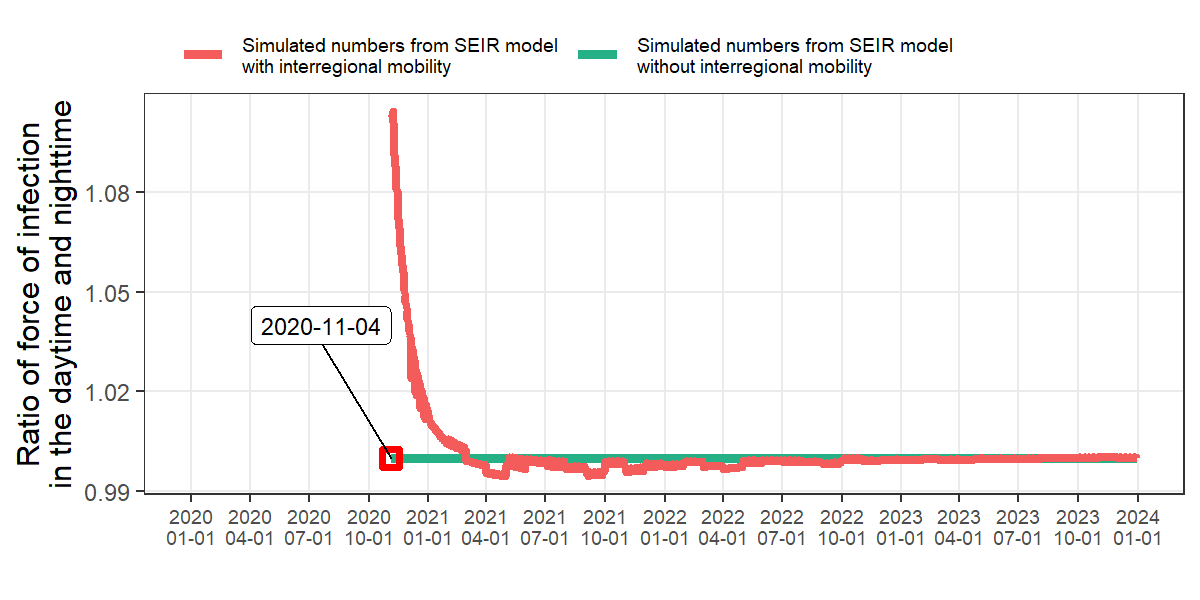 Simulated numbers from SEIR model
with interregional mobility
Simulated numbers from SEIR model
without interregional mobility
Ratio of force of infection
in the daytime and nighttime
1.08
1.05
1.02
0.99
2020-11-04
2020 2020 2020 2020 2021 2021 2021 2021 2022 2022 2022 2022 2023 2023 2023 2023 2024
01-01 04-01 07-01 10-01 01-01 04-01 07-01 10-01 01-01 04-01 07-01 10-01 01-01 04-01 07-01 10-01 01-01